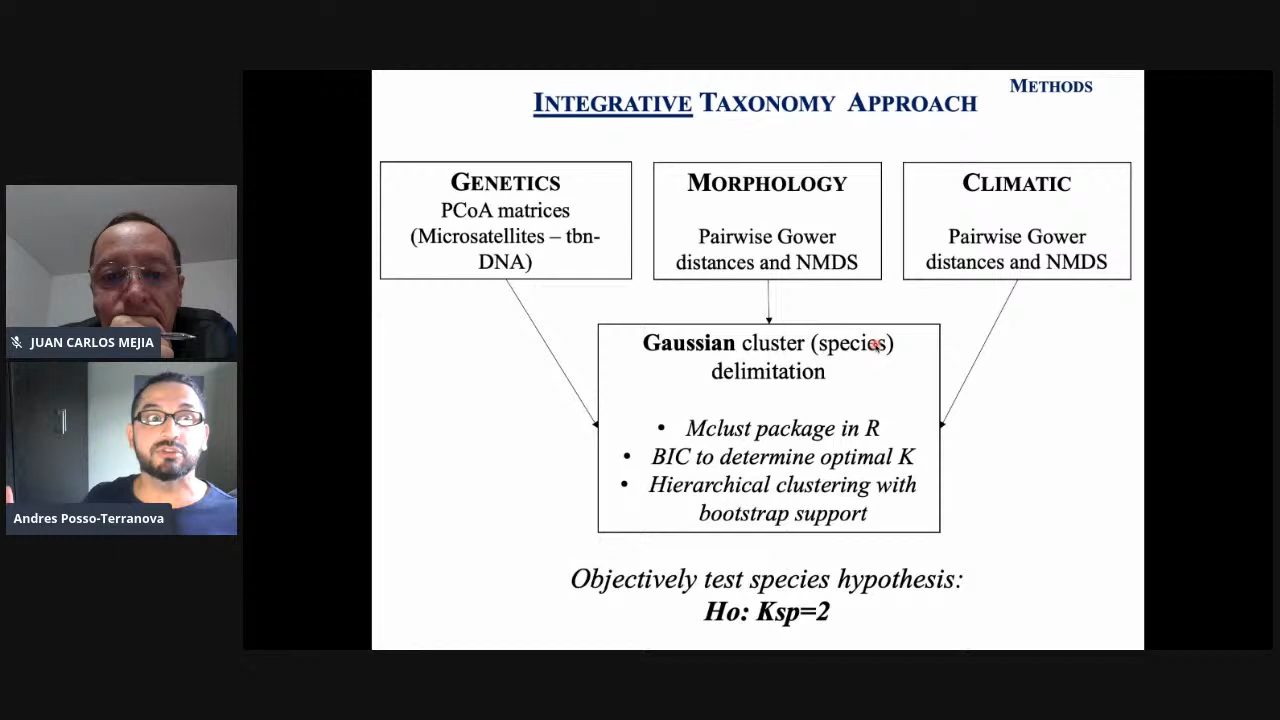 METHODS
INTEGRATIVE TAXONOMY APPROACH
GENETICS
PCoA matrices
(Microsatellites – tbn-
DNA)
MORPHOLOGY
Pairwise Gower
distances and NMDS
CLIMATIC
Pairwise Gower
distances and NMDS
Gaussian cluster (species)
delimitation
• Mclust package in R
• BIC to determine optimal K
• Hierarchical clustering with
bootstrap support
Objectively test species hypothesis:
Ho: Ksp=2
JUAN CARLOS MEJIA
Andres Posso-Terranova